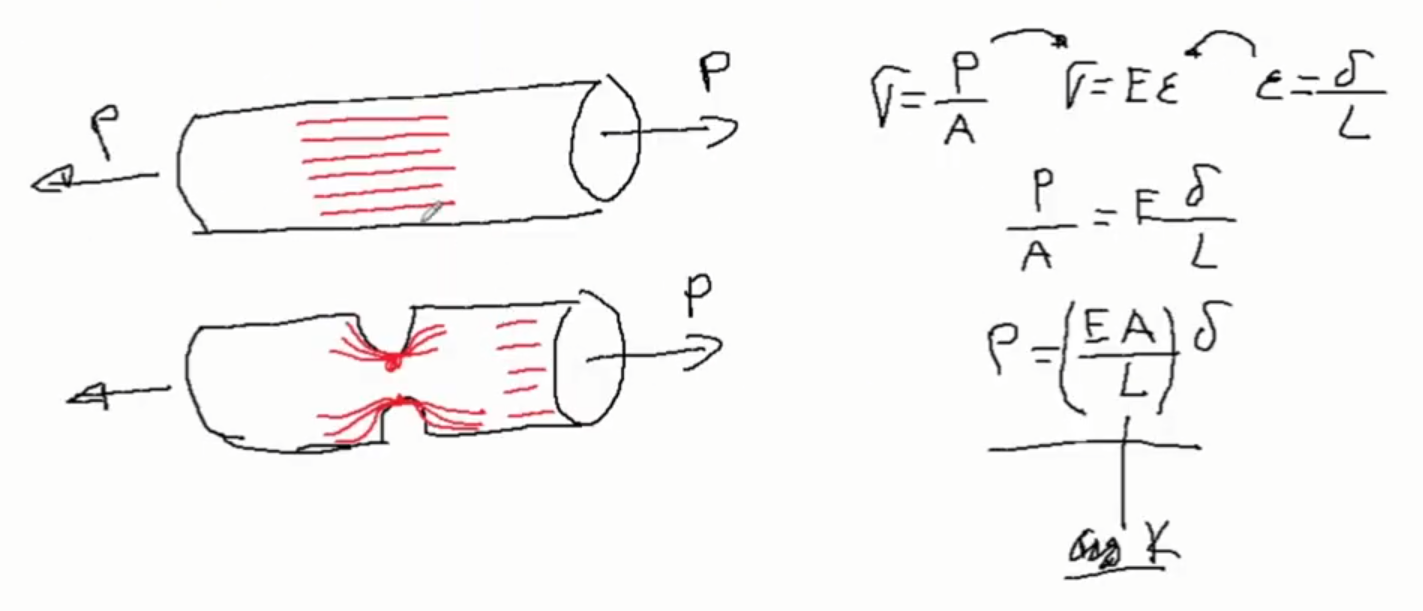 P
P
P
σ = P/A
σ = Eε
ε = δ/L
P/A = E δ/L
P = (EA/L) δ
K